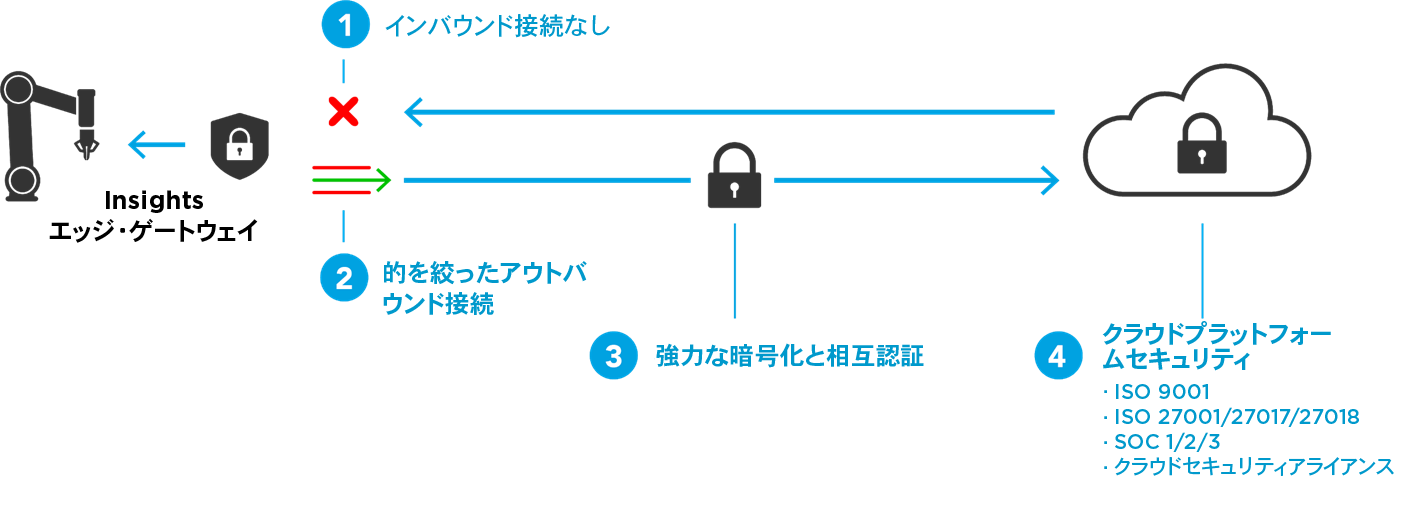 1
インバウンド接続なし
Insights
エッジ・ゲートウェイ
2
的を絞ったアウトバ
ウンド接続
3
強力な暗号化と相互認証
4
クラウドプラットフォー
ムセキュリティ
· ISO 9001
· ISO 27001/27017/27018
· SOC 1/2/3
· クラウドセキュリティアライアンス